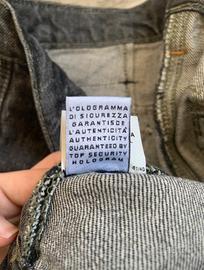 L'OLOGRAMMA
DI SICUREZZA
GARANTISCE
L'AUTENTICITÀ
AUTHENTICITY
GUARANTEED BY
TOP SECURITY
HOLOGRAM